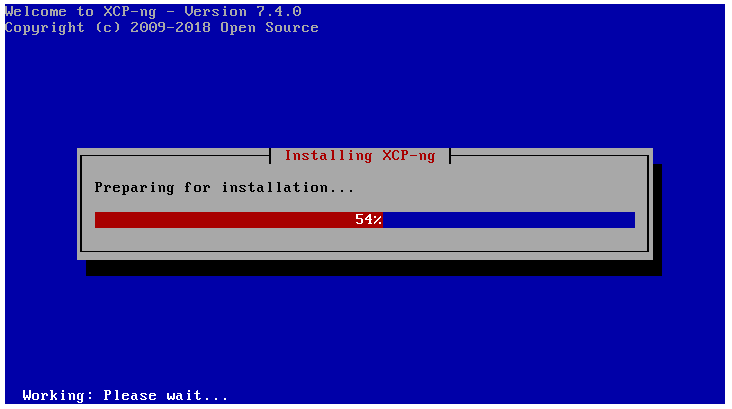 Welcome to XCP-ng - Version 7.4.0
Copyright (c) 2009-2018 Open Source
Installing XCP-ng
Preparing for installation...
54%
Working: Please wait...